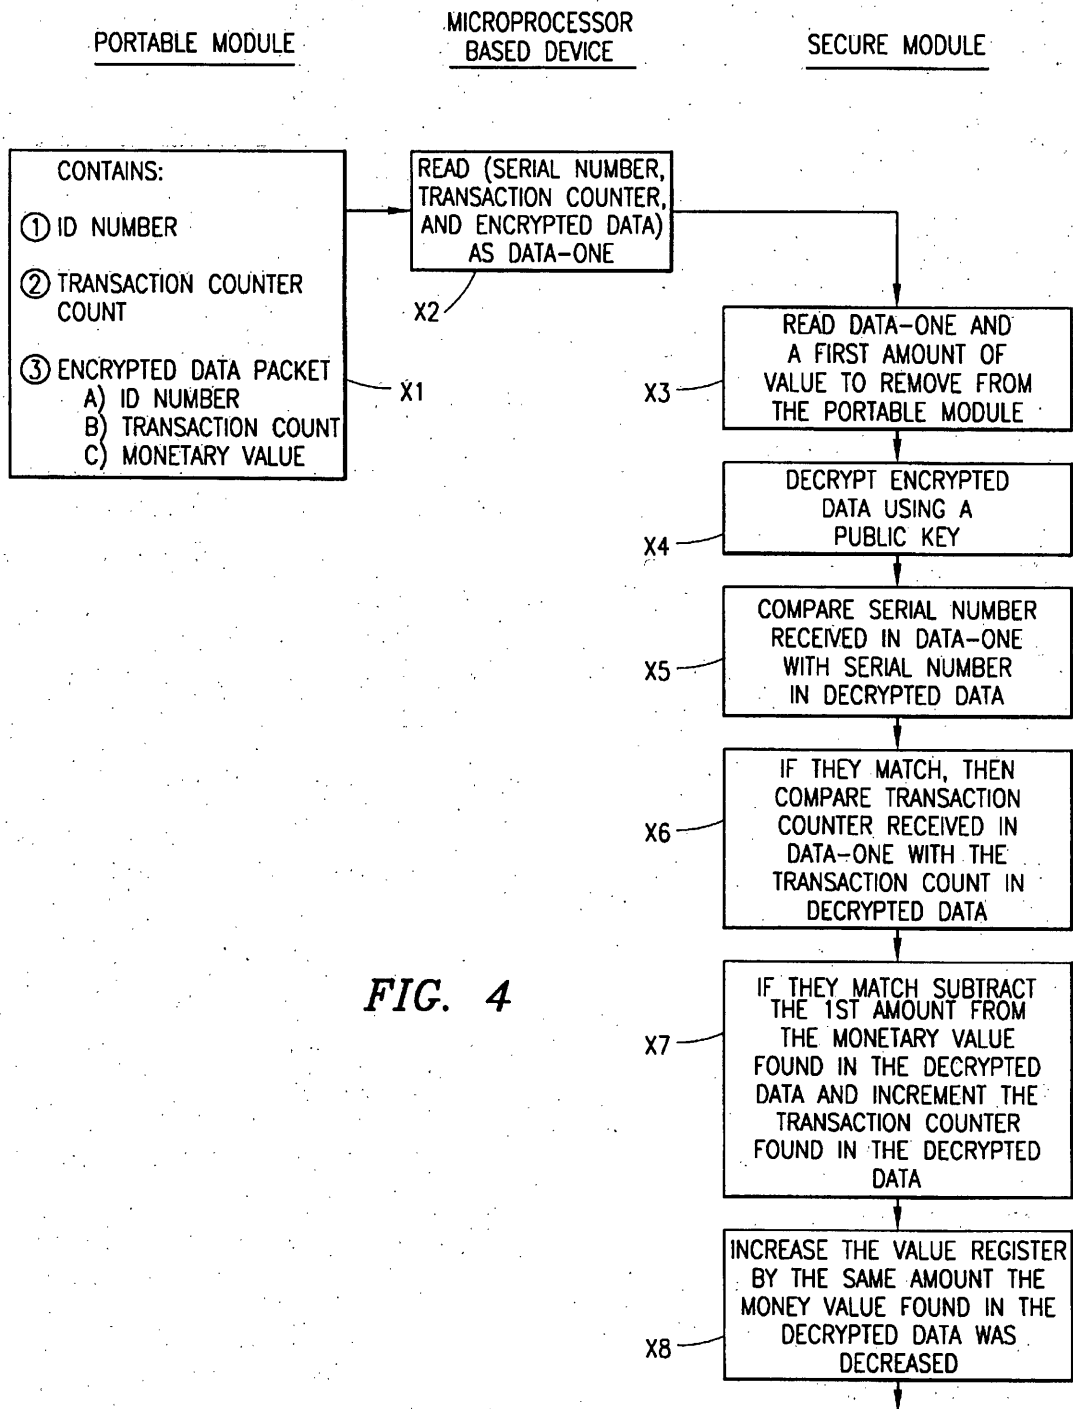 PORTABLE MODULE
MICROPROCESSOR
BASED DEVICE
SECURE MODULE
CONTAINS:
① ID NUMBER
② TRANSACTION COUNTER
COUNT
③ ENCRYPTED DATA PACKET
A) ID NUMBER
B) TRANSACTION COUNT
C) MONETARY VALUE
X1
READ (SERIAL NUMBER,
TRANSACTION COUNTER,
AND ENCRYPTED DATA)
AS DATA-ONE
X2
READ DATA-ONE AND
A FIRST AMOUNT OF
VALUE TO REMOVE FROM
THE PORTABLE MODULE
X3
DECRYPT ENCRYPTED
DATA USING A
PUBLIC KEY
X4
COMPARE SERIAL NUMBER
RECEIVED IN DATA-ONE
WITH SERIAL NUMBER
IN DECRYPTED DATA
X5
IF THEY MATCH, THEN
COMPARE TRANSACTION
COUNTER RECEIVED IN
DATA-ONE WITH THE
TRANSACTION COUNT IN
DECRYPTED DATA
X6
IF THEY MATCH SUBTRACT
THE 1ST AMOUNT FROM
THE MONETARY VALUE
FOUND IN THE DECRYPTED
DATA AND INCREMENT THE
TRANSACTION COUNTER
FOUND IN THE DECRYPTED
DATA
X7
INCREASE THE VALUE REGISTER
BY THE SAME AMOUNT THE
MONEY VALUE FOUND IN THE
DECRYPTED DATA WAS
DECREASED
X8
FIG. 4